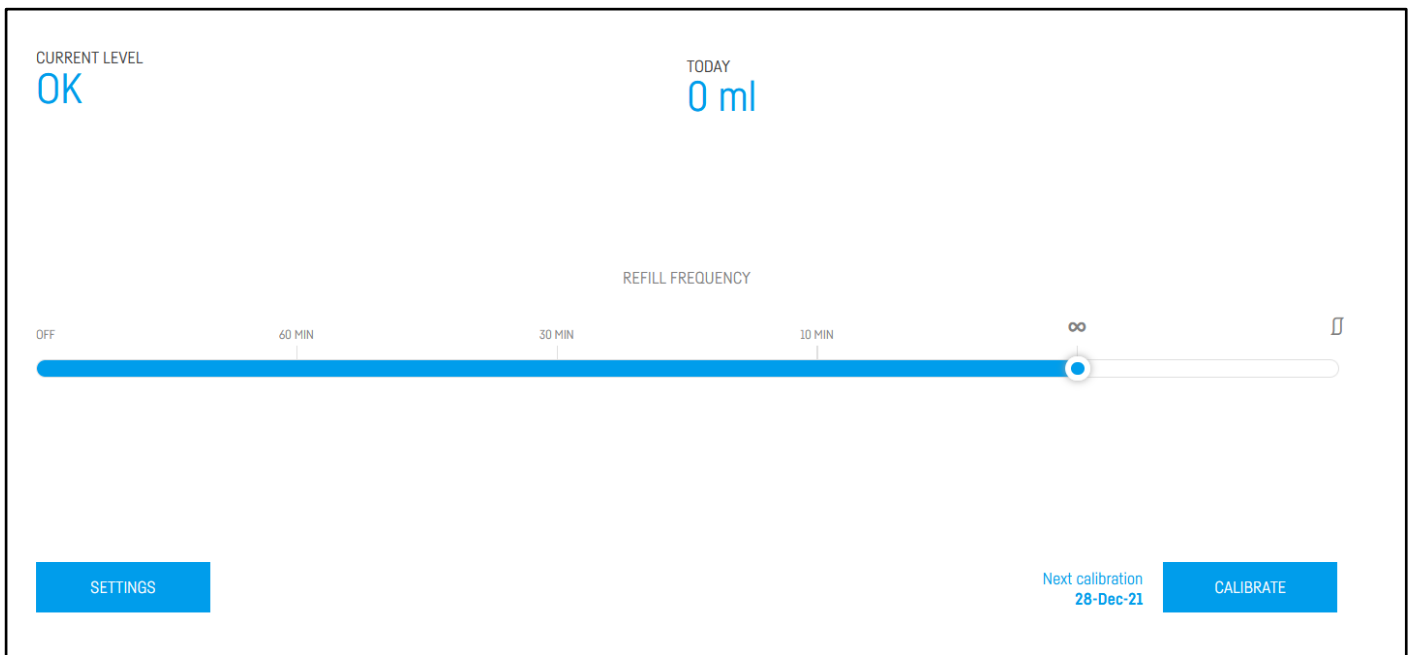 CURRENT LEVEL
OK
TODAY
0 ml
REFILL FREQUENCY
OFF
60 MIN
30 MIN
10 MIN
∞
SETTINGS
Next calibration
28-Dec-21
CALIBRATE